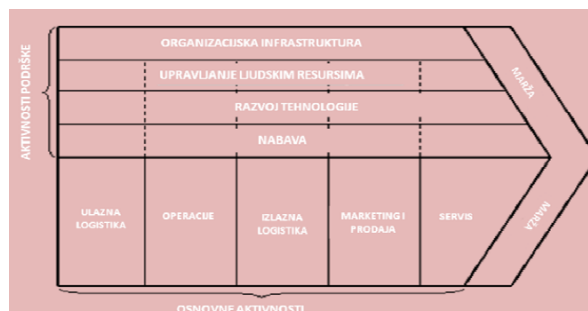 ORGANIZACIJSKA INFRASTRUKTURA
UPRAVLJANJE LJUDSKIM RESURSIMA
RAZVOJ TEHNOLOGIJE
NABAVA
AKTIVNOSTI PODRŠKE
MARŽA
ULAZNA
LOGISTIKA
OPERACIJE
IZLAZNA
LOGISTIKA
MARKETING I
PRODAJA
SERVIS
MARŽA
OSNOVNE AKTIVNOSTI